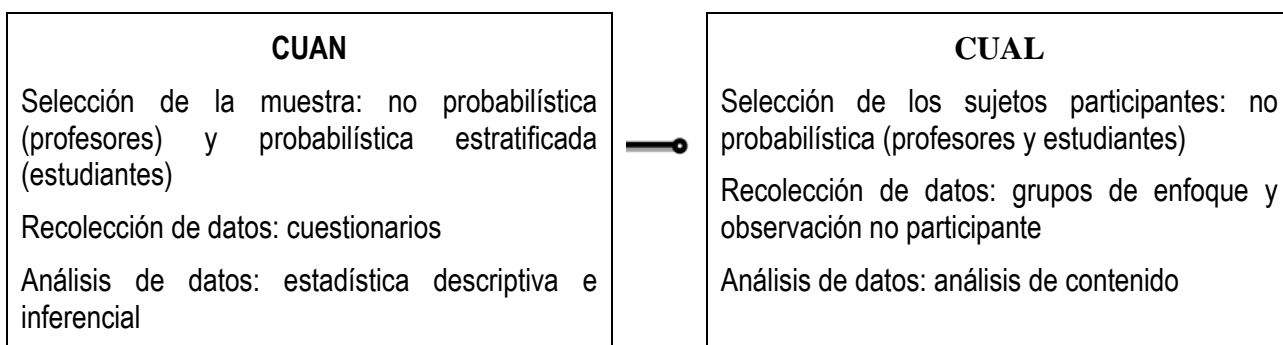 CUAN
Selección de la muestra: no probabilística
(profesores) y probabilística estratificada
(estudiantes)
Recolección de datos: cuestionarios
Análisis de datos: estadística descriptiva e
inferencial
CUAL
Selección de los sujetos participantes: no
probabilística (profesores y estudiantes)
Recolección de datos: grupos de enfoque y
observación no participante
Análisis de datos: análisis de contenido